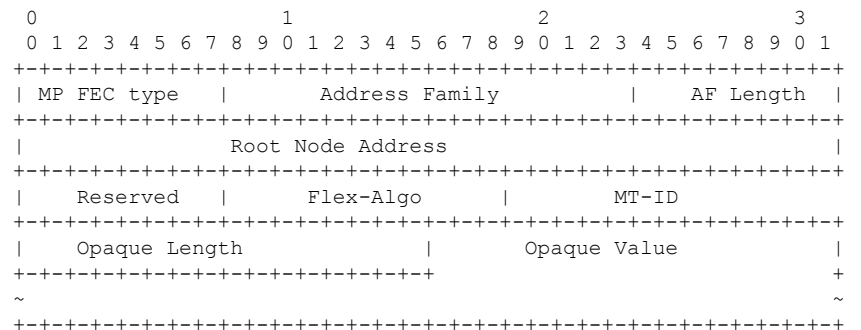 0                   1                   2                   3
 0 1 2 3 4 5 6 7 8 9 0 1 2 3 4 5 6 7 8 9 0 1 2 3 4 5 6 7 8 9 0 1
+-+-+-+-+-+-+-+-+-+-+-+-+-+-+-+-+-+-+-+-+-+-+-+-+-+-+-+-+-+-+-+-+
| MP FEC type   |       Address Family          |    AF Length  |
+-+-+-+-+-+-+-+-+-+-+-+-+-+-+-+-+-+-+-+-+-+-+-+-+-+-+-+-+-+-+-+-+
|                Root Node Address                              |
+-+-+-+-+-+-+-+-+-+-+-+-+-+-+-+-+-+-+-+-+-+-+-+-+-+-+-+-+-+-+-+-+
|    Reserved   |      Flex-Algo      |        MT-ID
+-+-+-+-+-+-+-+-+-+-+-+-+-+-+-+-+-+-+-+-+-+-+-+-+-+-+-+-+-+-+-+-+
|    Opaque Length              |       Opaque Value            |
+-+-+-+-+-+-+-+-+-+-+-+-+-+-+-+-+                               +
~                                                               ~
+-+-+-+-+-+-+-+-+-+-+-+-+-+-+-+-+-+-+-+-+-+-+-+-+-+-+-+-+-+-+-+-+